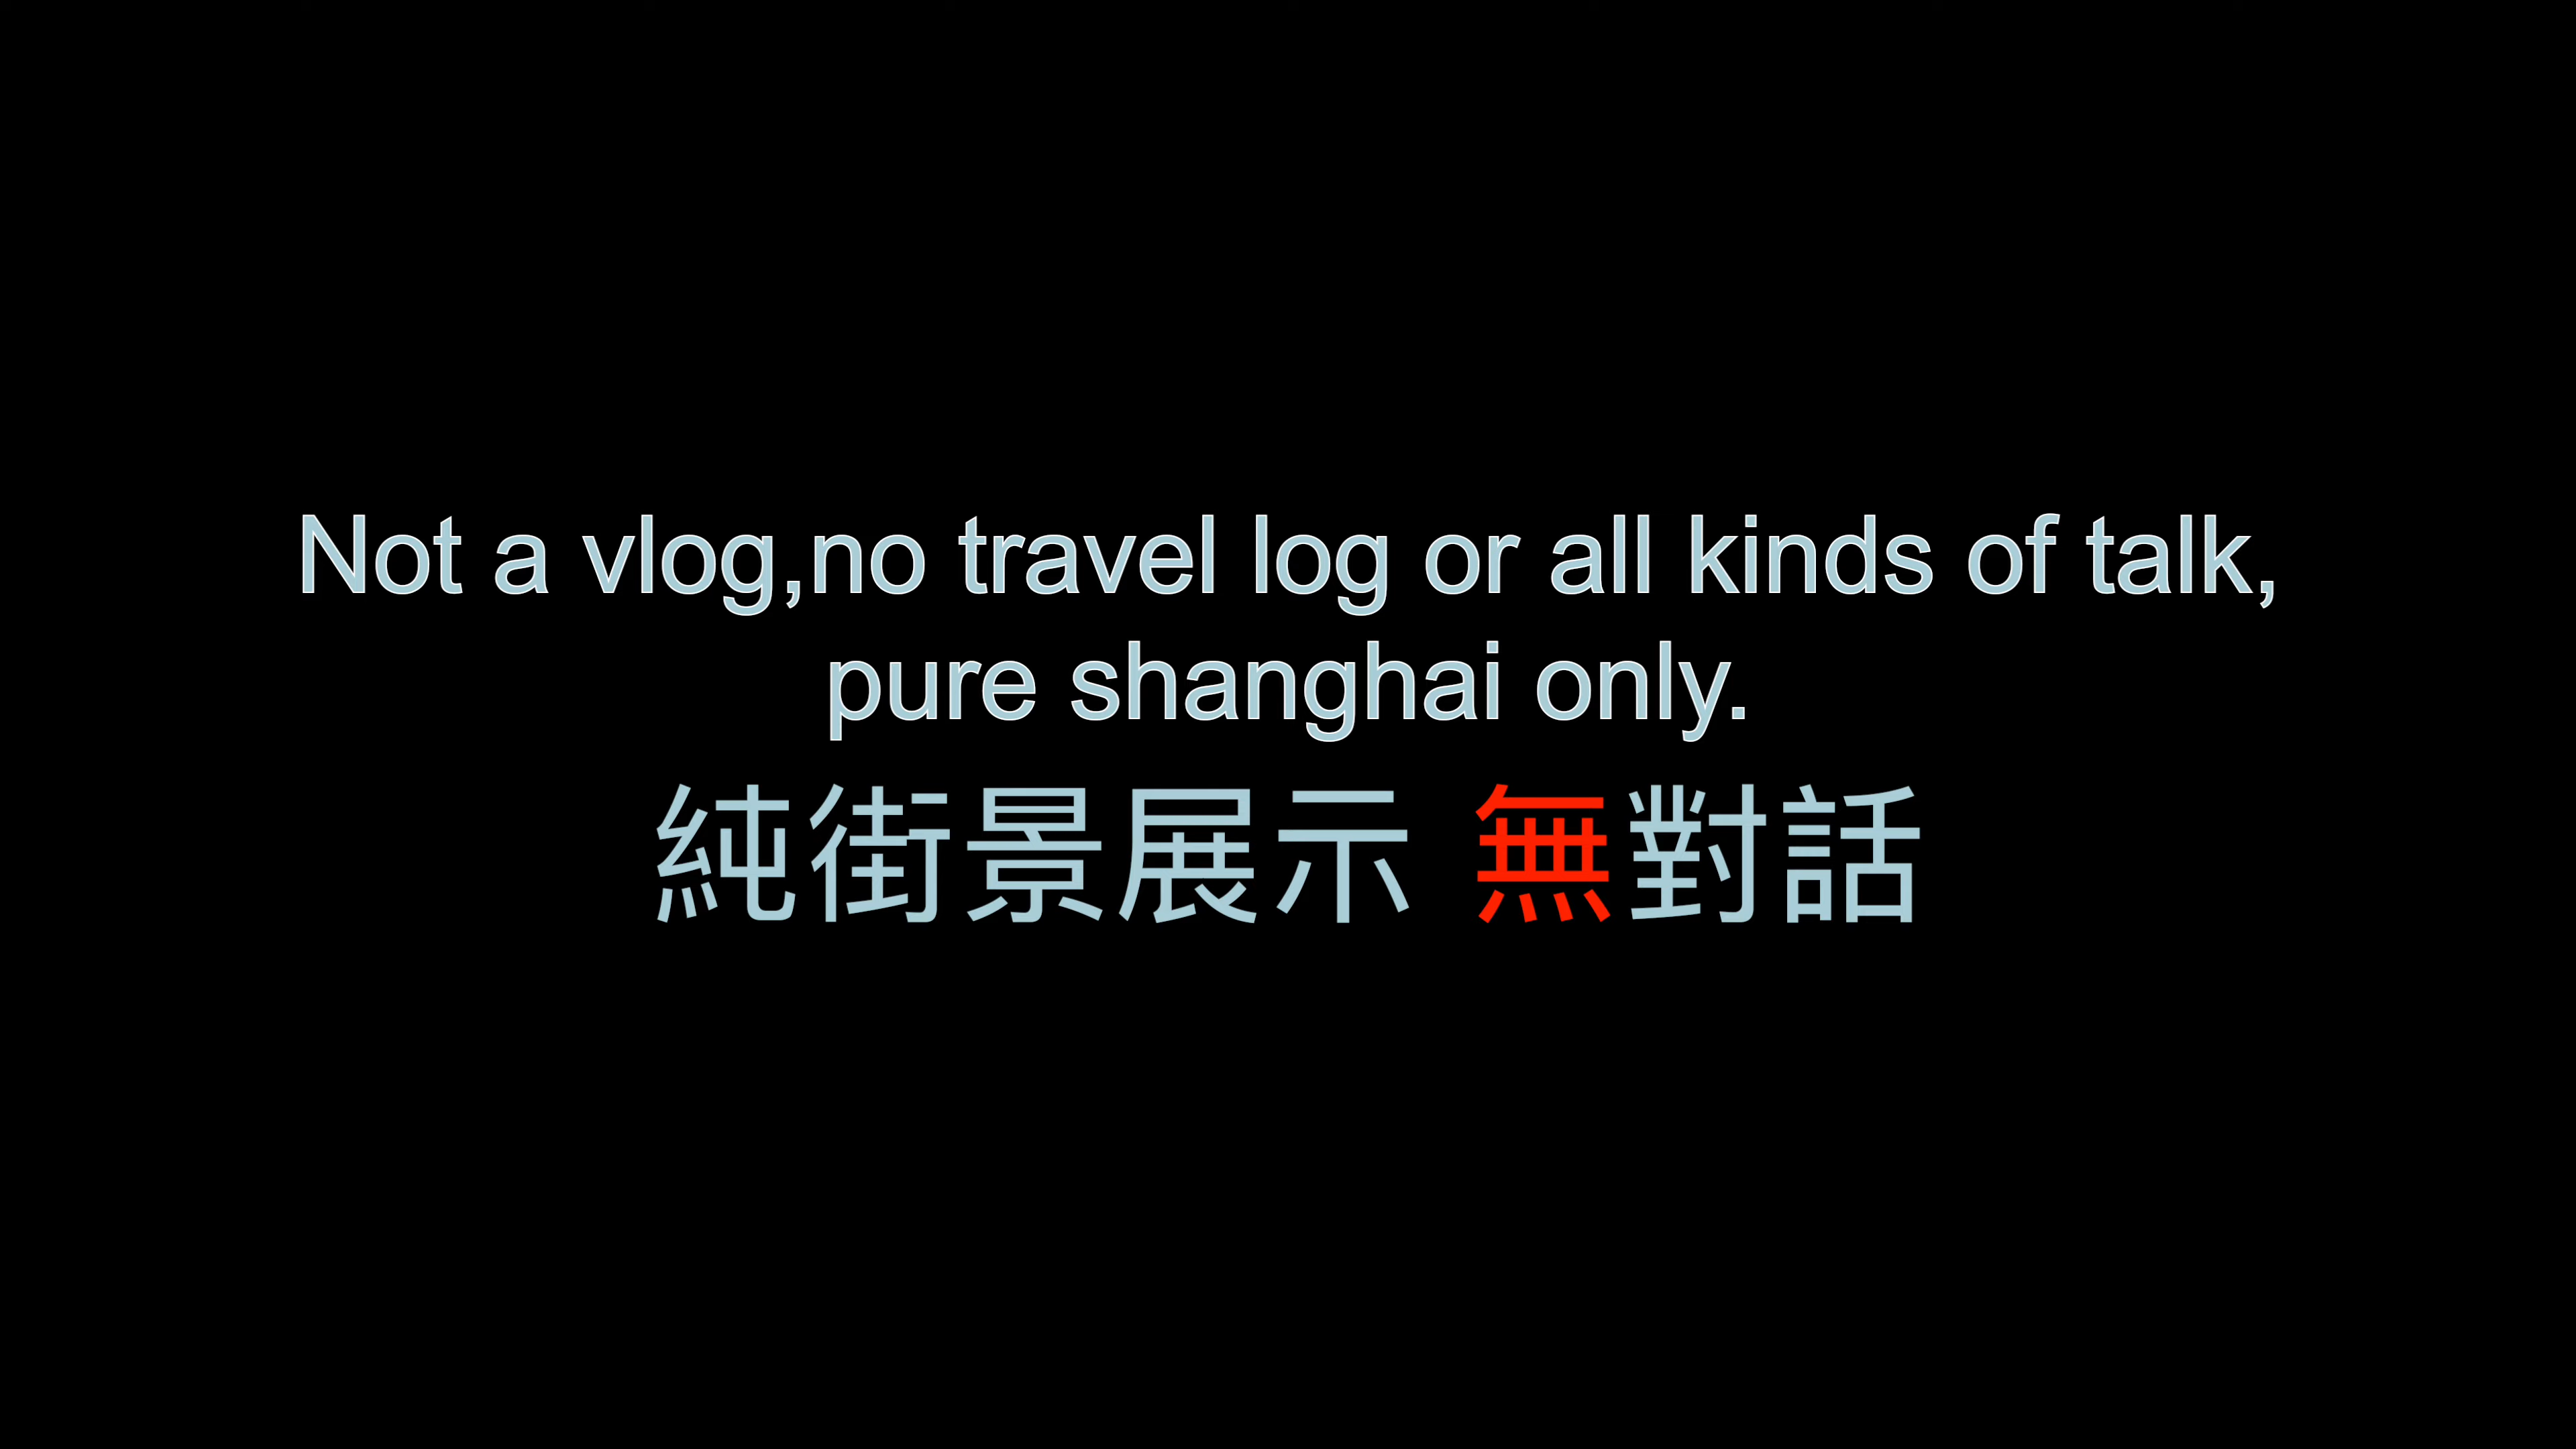 Not a vlog,no travel log or all kinds of talk,
pure shanghai only.
純街景展示 無對話